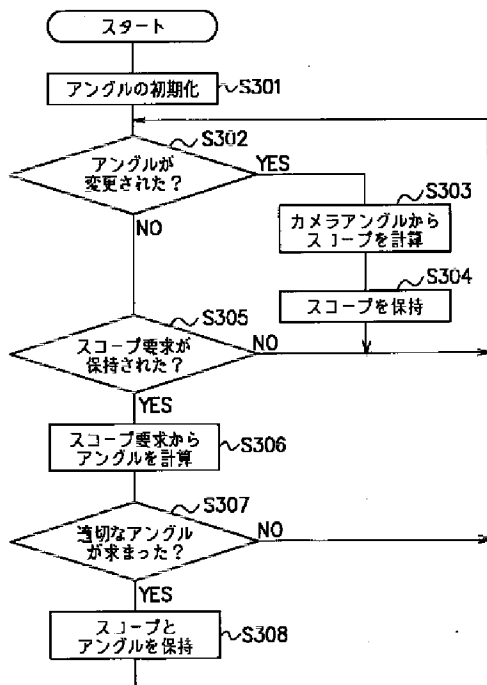 スタート
アングルの初期化
S301
S302
アングルが
変更された？
YES
NO
S303
カメラアングルから
スコープを計算
S304
スコープを保持
S305
スコープ要求が
保持された？
NO
YES
スコープ要求から
アングルを計算
S306
S307
適切なアングル
が求まった？
NO
YES
スコープと
アングルを保持
S308